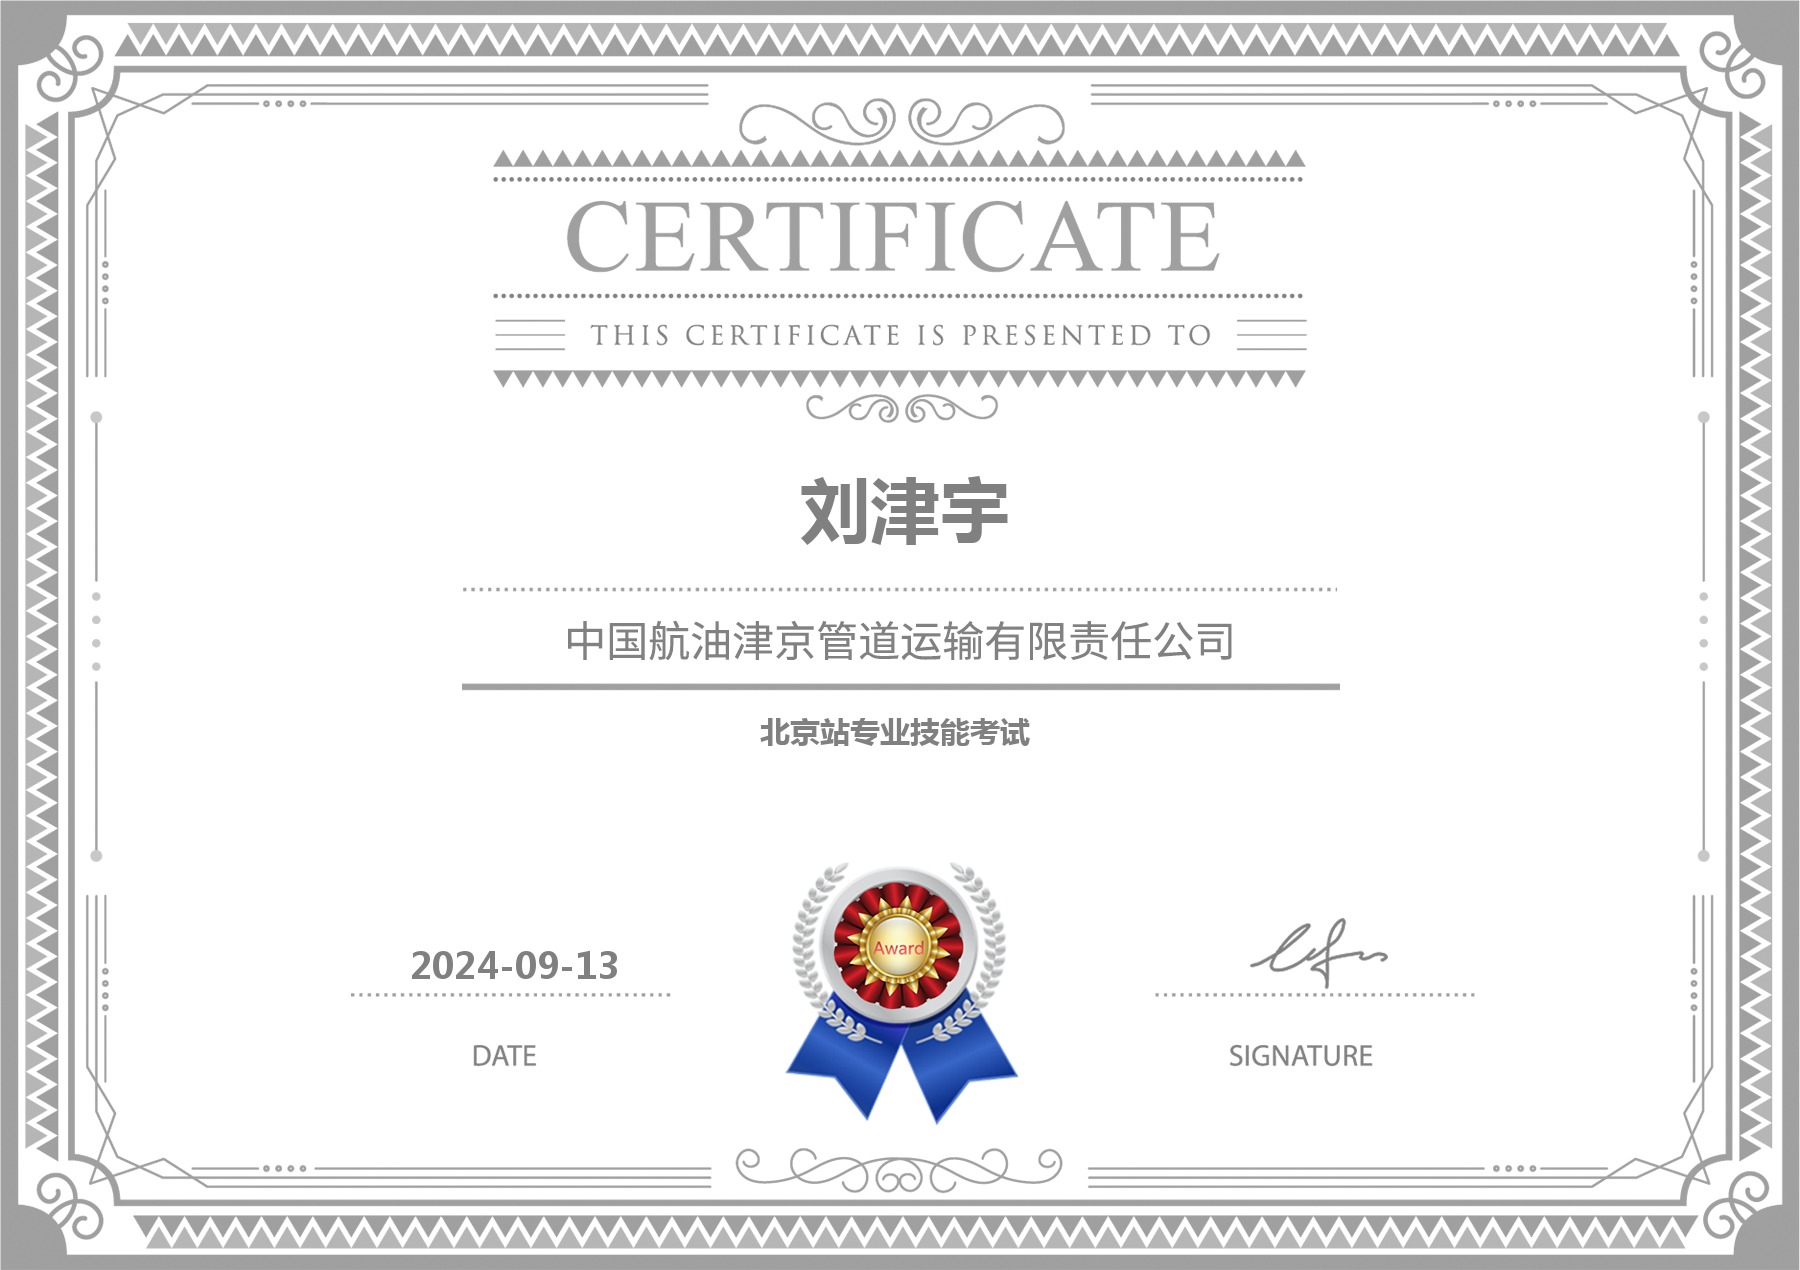 CERTIFICATE
THIS CERTIFICATE IS PRESENTED TO
刘津宇
中国航油津京管道运输有限责任公司
北京站专业技能考试
Award
2024-09-13
DATE
SIGNATURE